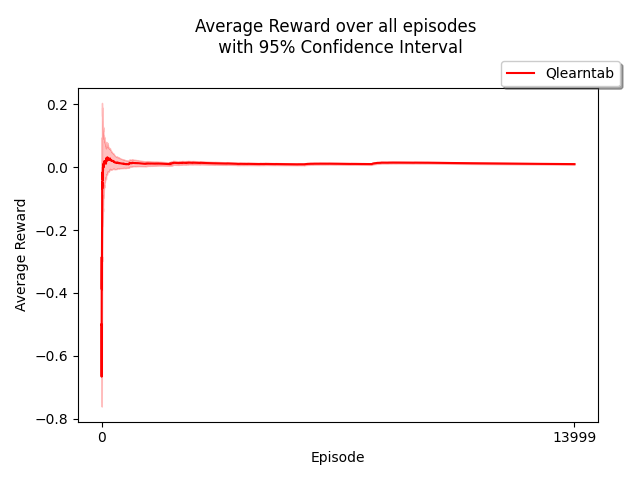 Average Reward over all episodes
with 95% Confidence Interval
Qlearntab
0.2
0.0
−0.2
−0.4
−0.6
−0.8
Average Reward
0
13999
Episode